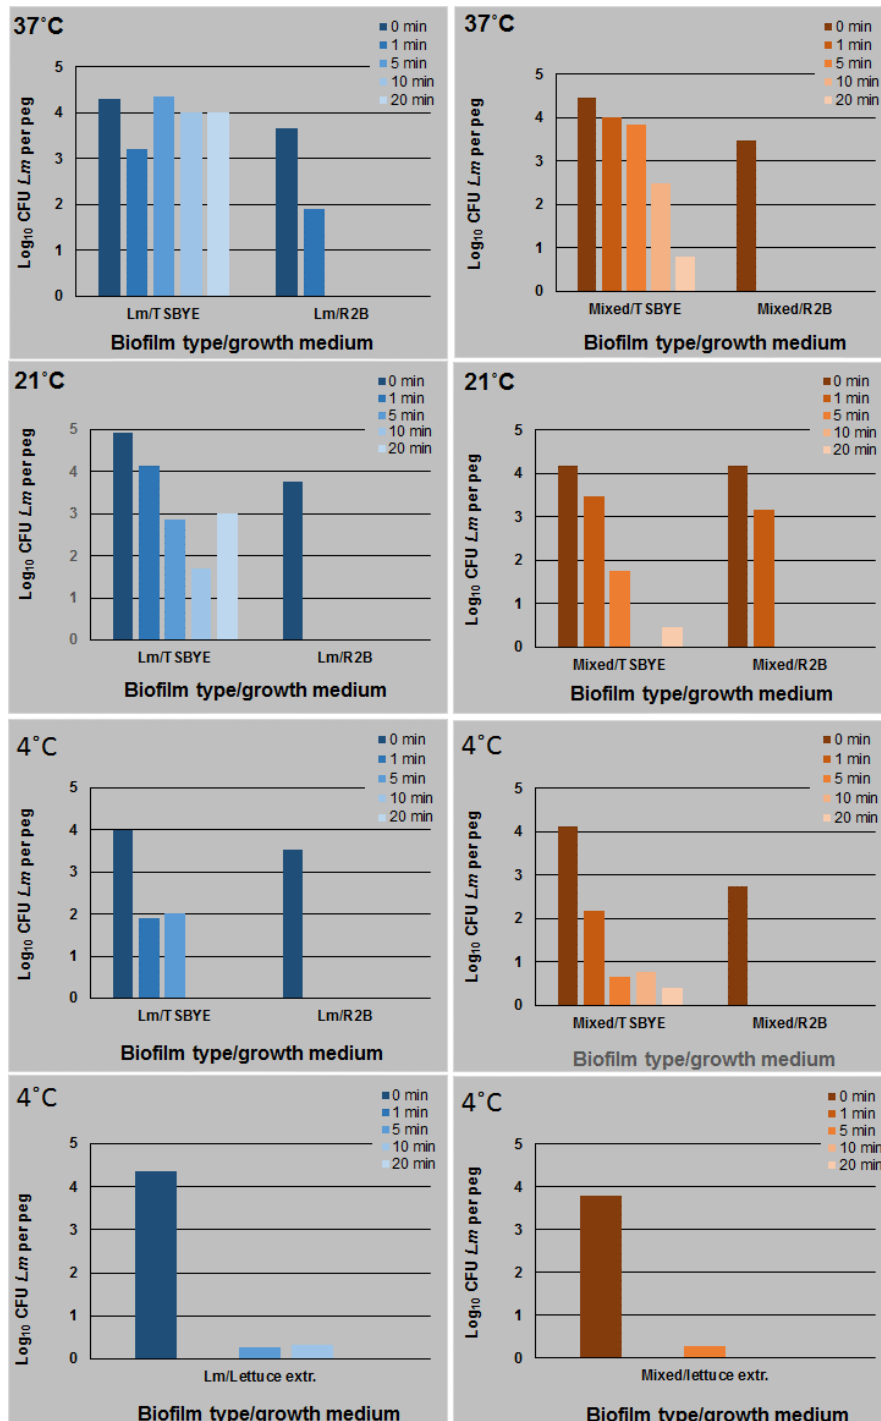 37˚C
0 min
1 min
5 min
10 min
20 min
Log10 CFU Lm per peg
5
4
3
2
1
0
Lm/TSBYE Lm/R2B
Biofilm type/growth medium
37˚C
0 min
1 min
5 min
10 min
20 min
Log10 CFU Lm per peg
5
4
3
2
1
0
Mixed/TSBYE Mixed/R2B
Biofilm type/growth medium
21˚C
0 min
1 min
5 min
10 min
20 min
Log10 CFU Lm per peg
5
4
3
2
1
0
Lm/TSBYE Lm/R2B
Biofilm type/growth medium
21˚C
0 min
1 min
5 min
10 min
20 min
Log10 CFU Lm per peg
5
4
3
2
1
0
Mixed/TSBYE Mixed/R2B
Biofilm type/growth medium
4˚C
0 min
1 min
5 min
10 min
20 min
Log10 CFU Lm per peg
5
4
3
2
1
0
Lm/TSBYE Lm/R2B
Biofilm type/growth medium
4˚C
0 min
1 min
5 min
10 min
20 min
Log10 CFU Lm per peg
5
4
3
2
1
0
Mixed/TSBYE Mixed/R2B
Biofilm type/growth medium
4˚C
0 min
1 min
5 min
10 min
20 min
Log10 CFU Lm per peg
5
4
3
2
1
0
Lm/Lettuce extr.
Biofilm type/growth medium
4˚C
0 min
1 min
5 min
10 min
20 min
Log10 CFU Lm per peg
5
4
3
2
1
0
Mixed/lettuce extr.
Biofilm type/growth medium